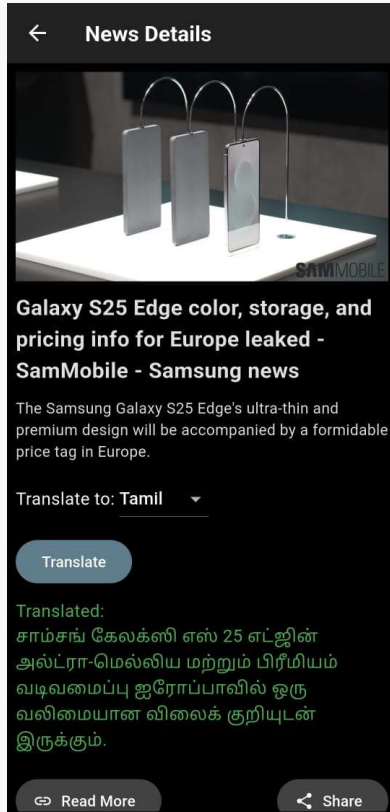 News Details
SAMMOBILE
Galaxy S25 Edge color, storage, and
pricing info for Europe leaked -
SamMobile - Samsung news
The Samsung Galaxy S25 Edge's ultra-thin and
premium design will be accompanied by a formidable
price tag in Europe.
Translate to: Tamil
Translate
Translated:
சாம்சங் கேலக்ஸி எஸ் 25 எட்ஜின்
அல்ட்ரா-மெல்லிய மற்றும் பிரீமியம்
வடிவமைப்பு ஐரோப்பாவில் ஒரு
வலிமையான விலைக் குறியுடன்
இருக்கும்.
Read More
Share